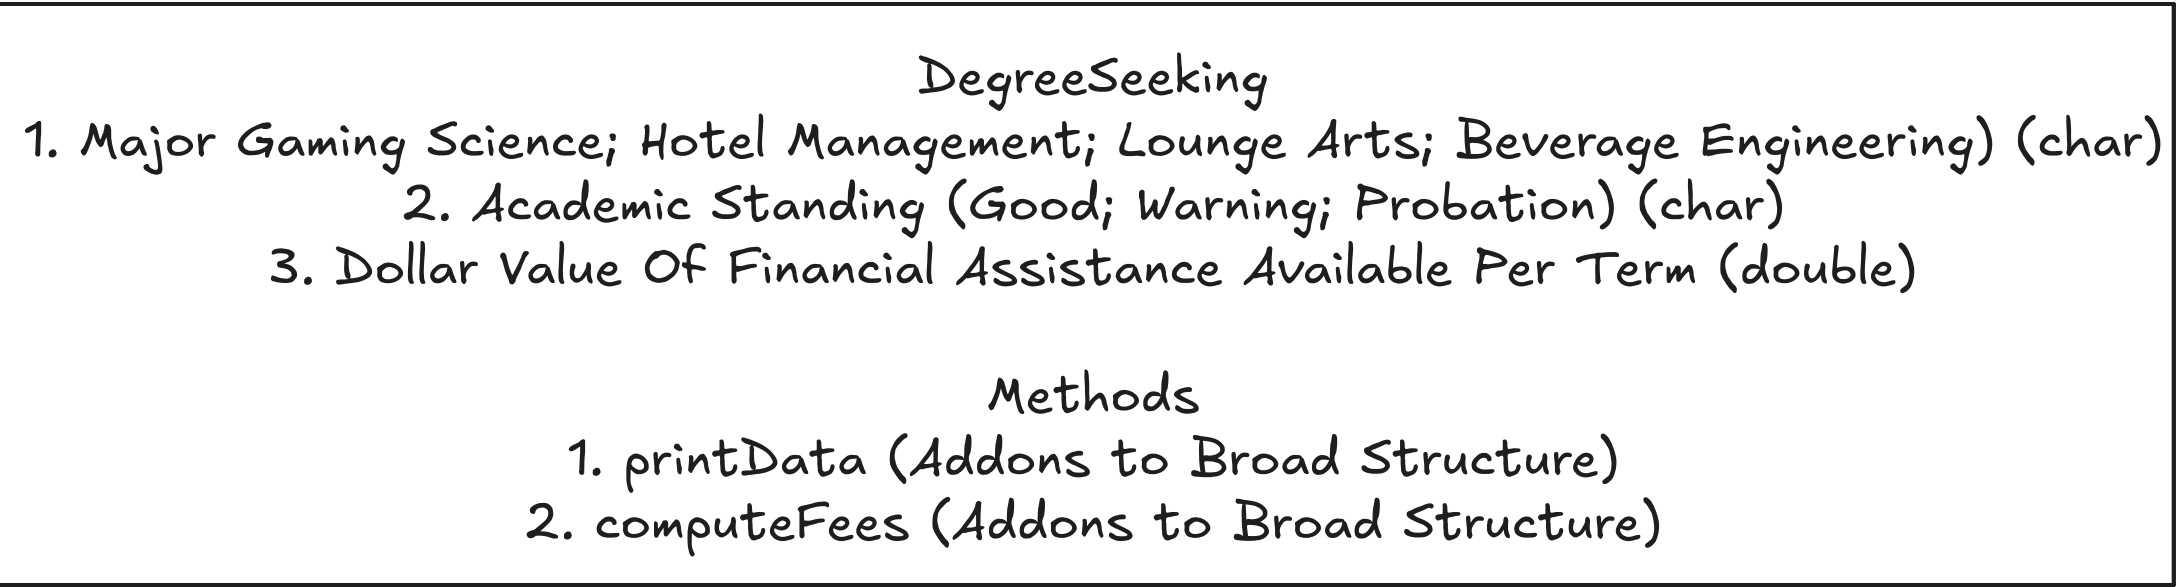 DegreeSeeking
1. Major Gaming Science; Hotel Management; Lounge Arts; Beverage Engineering) (char)
2. Academic Standing (Good; Warning; Probation) (char)
3. Dollar Value Of Financial Assistance Available Per Term (double)
Methods
1. printData (Addons to Broad Structure)
2. computeFees (Addons to Broad Structure)